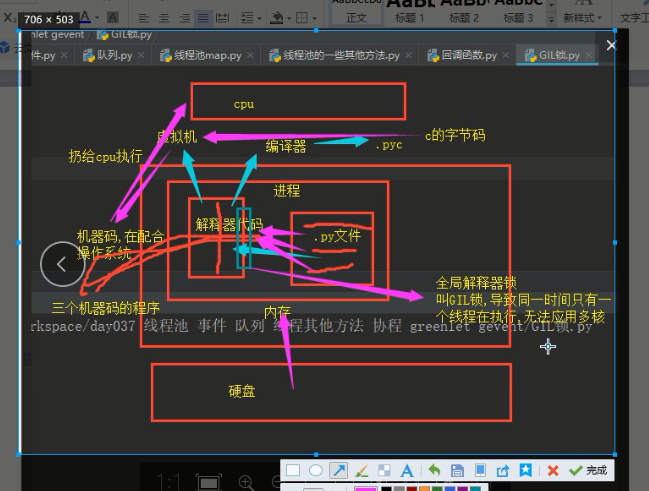 706 × 503
正文
标题 1
标题 2
标题 3
新样式
文字工
gevent
GIL锁.py
件.py
队列.py
线程池map.py
线程池的一些其他方法.py
回调函数.py
GIL锁.py
cpu
虚拟机
编译器
.pyc
c的字节码
扔给cpu执行
进程
解释器代码
.py文件
机器码,在配合
操作系统
全局解释器锁
叫GIL锁,导致同一时间只有一
个线程在执行,无法应用多核
三个机器码的程序
内存
rkspace/day037 线程池 事件 队列 线程其他方法 协程 greenlet gevent/GIL锁.py
硬盘
1:1
完成